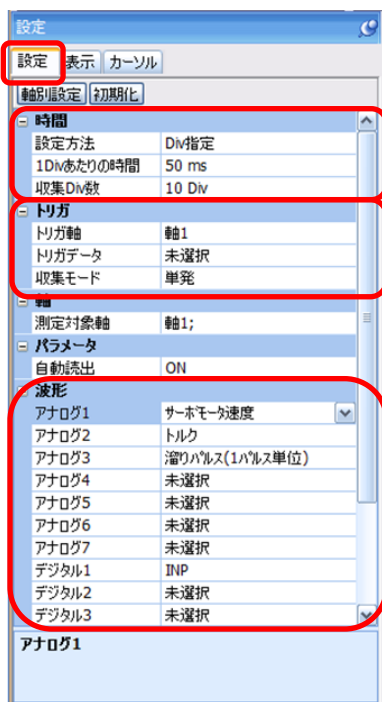 設定
設定 表示 カーソル
軸別設定 初期化
時間
設定方法 Div指定
1Divあたりの時間 50 ms
収集Div数 10 Div
トリガ
トリガ軸 軸1
トリガデータ 未選択
収集モード 単発
軸
測定対象軸 軸1;
パラメータ
自動読出 ON
波形
アナログ1 サーボモータ速度
アナログ2 トルク
アナログ3 溜りパルス(1パルス単位)
アナログ4 未選択
アナログ5 未選択
アナログ6 未選択
アナログ7 未選択
デジタル1 INP
デジタル2 未選択
デジタル3 未選択
アナログ1